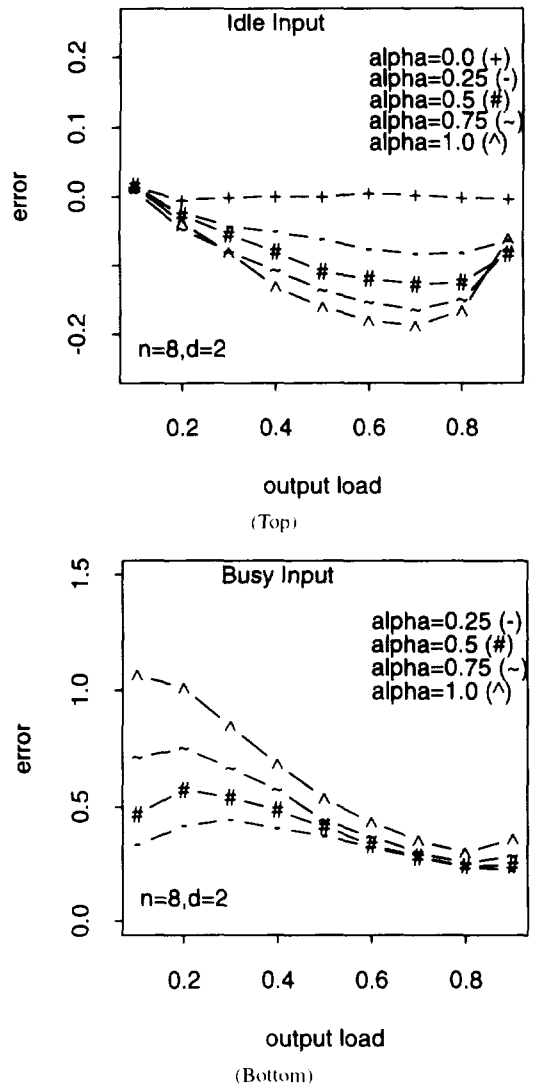 Idle Input
alpha=0.0 (+)
alpha=0.25 (-)
alpha=0.5 (#)
alpha=0.75 (~)
alpha=1.0 (^)
error
0.2
0.1
0.0
-0.2
n=8,d=2
0.2 0.4 0.6 0.8
output load
(Top)
Busy Input
alpha=0.25 (-)
alpha=0.5 (#)
alpha=0.75 (~)
alpha=1.0 (^)
error
1.5
1.0
0.5
0.0
n=8,d=2
0.2 0.4 0.6 0.8
output load
(Bottom)